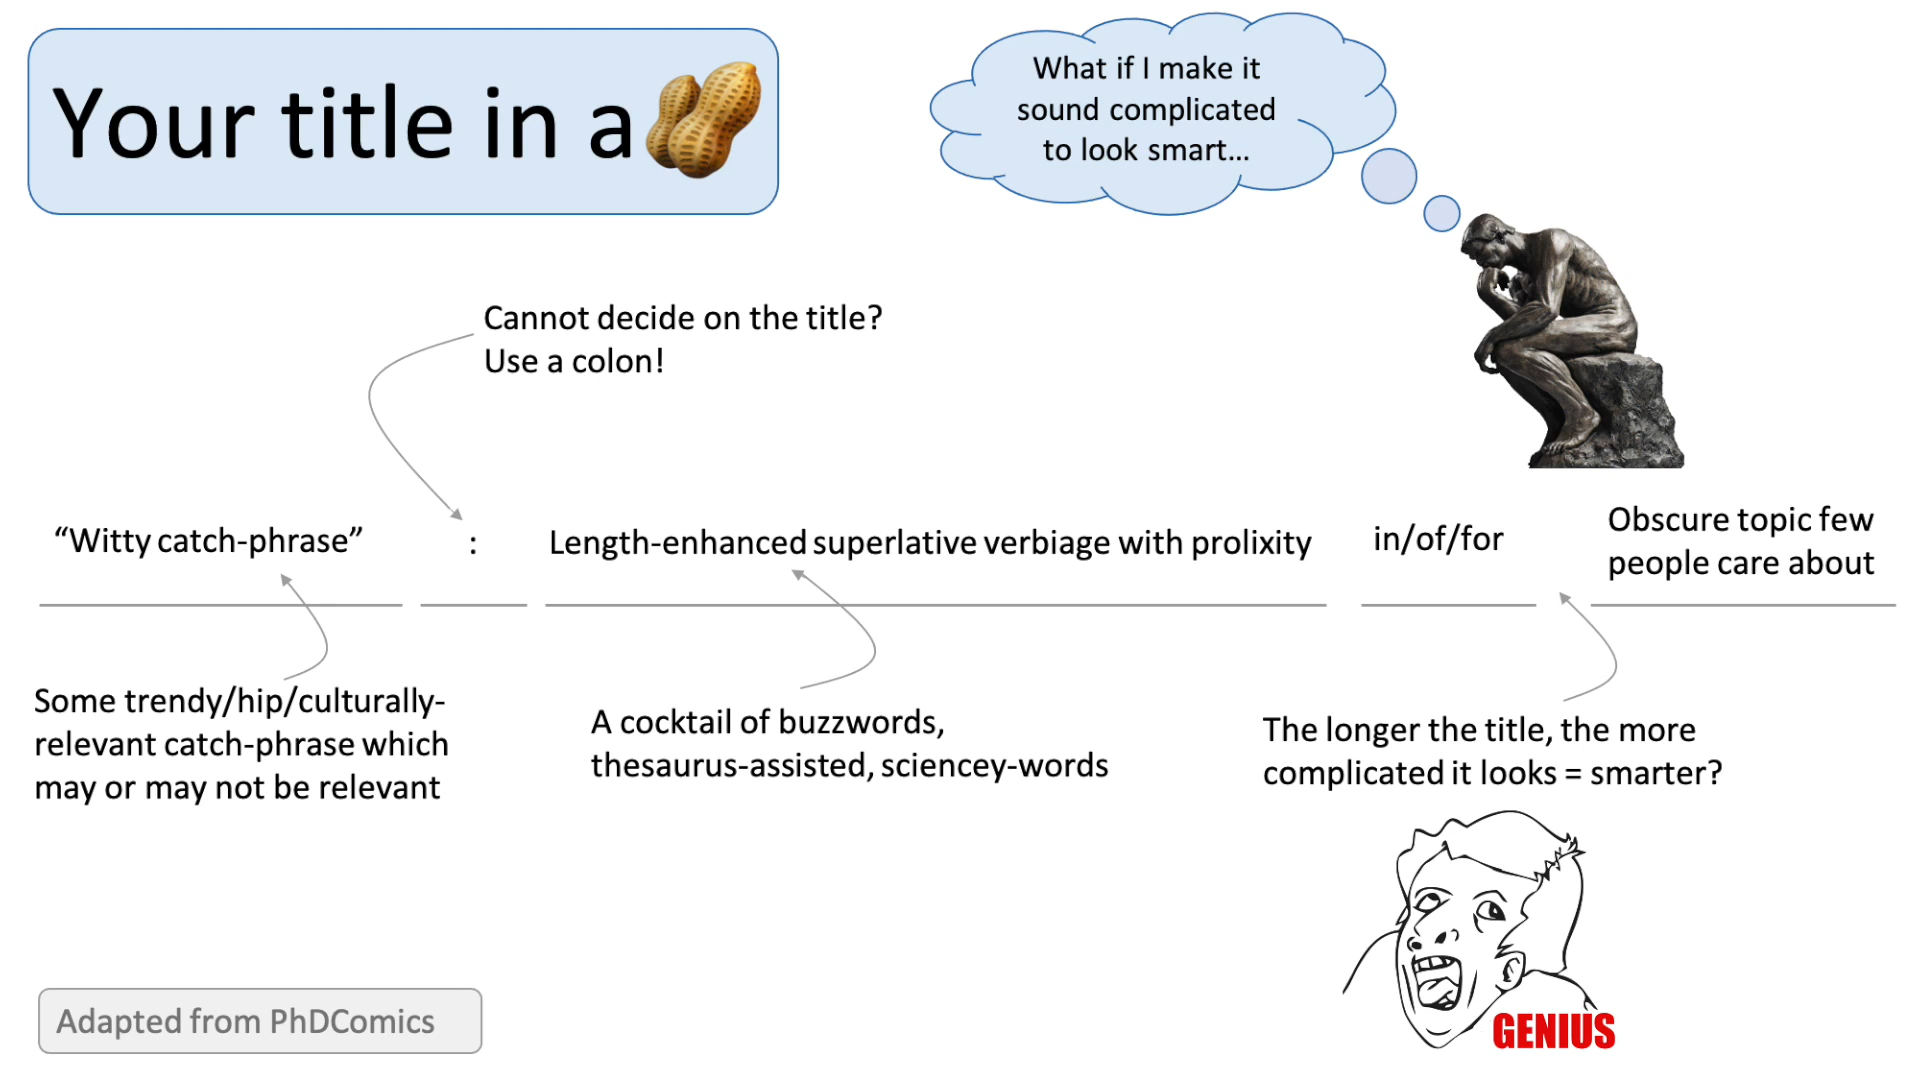 Your title in a
What if I make it
sound complicated
to look smart...
Cannot decide on the title?
Use a colon!
“Witty catch-phrase”
:
Length-enhanced superlative verbiage with prolixity
in/of/for
Obscure topic few
people care about
Some trendy/hip/culturally-
relevant catch-phrase which
may or may not be relevant
A cocktail of buzzwords,
thesaurus-assisted, sciencey-words
The longer the title, the more
complicated it looks = smarter?
GENIUS
Adapted from PhDComics